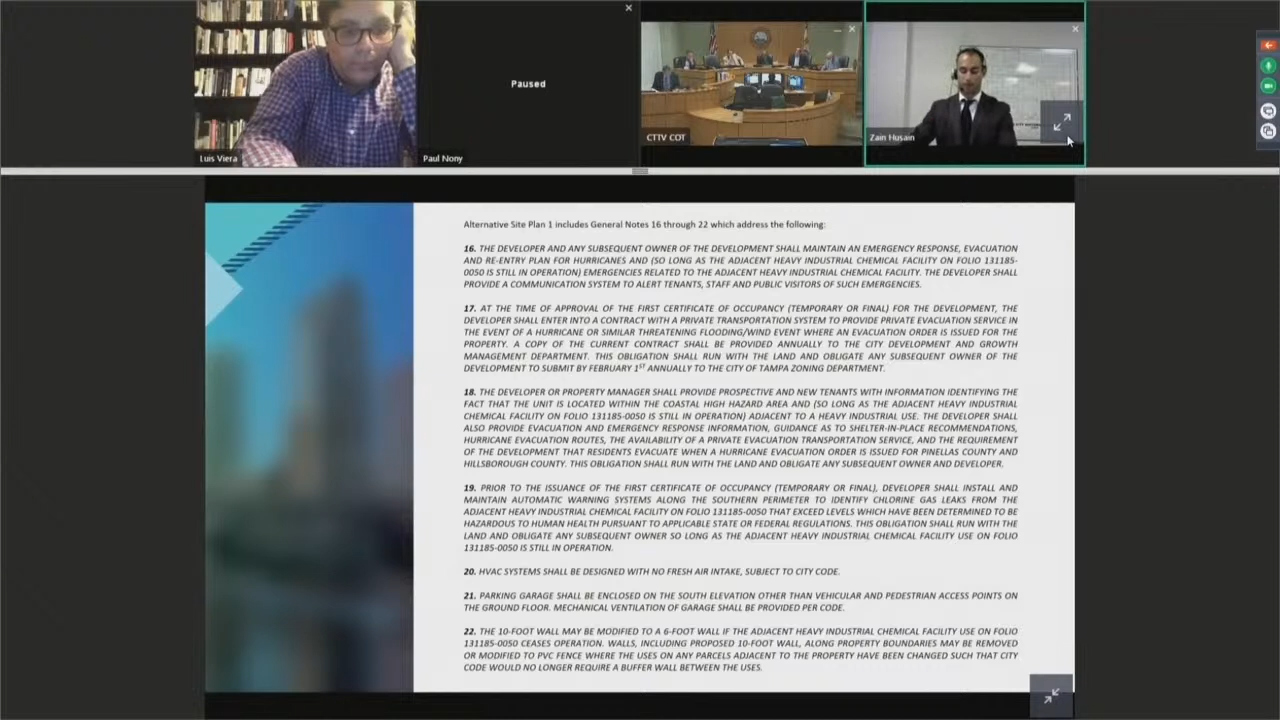 Paused
Luis Viera
Paul Nony
CTTV COT
Zain Husain
Alternative Site Plan 1 includes General Notes 16 through 22 which address the following:
16. THE DEVELOPER AND ANY SUBSEQUENT OWNER OF THE DEVELOPMENT SHALL MAINTAIN AN EMERGENCY RESPONSE, EVACUATION
AND RE-ENTRY PLAN FOR HURRICANES AND (SO LONG AS THE ADJACENT HEAVY INDUSTRIAL CHEMICAL FACILITY ON FOLIO 131185-
0050 IS STILL IN OPERATION) EMERGENCIES RELATED TO THE ADJACENT HEAVY INDUSTRIAL CHEMICAL FACILITY. THE DEVELOPER SHALL
PROVIDE A COMMUNICATION SYSTEM TO ALERT TENANTS, STAFF AND PUBLIC VISITORS OF SUCH EMERGENCIES.
17. AT THE TIME OF APPROVAL OF THE FIRST CERTIFICATE OF OCCUPANCY (TEMPORARY OR FINAL) FOR THE DEVELOPMENT, THE
DEVELOPER SHALL ENTER INTO A CONTRACT WITH A PRIVATE TRANSPORTATION SYSTEM TO PROVIDE PRIVATE EVACUATION SERVICE IN
THE EVENT OF A HURRICANE OR SIMILAR THREATENING FLOODING/WIND EVENT WHERE AN EVACUATION ORDER IS ISSUED FOR THE
PROPERTY. A COPY OF THE CURRENT CONTRACT SHALL BE PROVIDED ANNUALLY TO THE CITY DEVELOPMENT AND GROWTH
MANAGEMENT DEPARTMENT. THIS OBLIGATION SHALL RUN WITH THE LAND AND OBLIGATE ANY SUBSEQUENT OWNER OF THE
DEVELOPMENT TO SUBMIT BY FEBRUARY 1ST ANNUALLY TO THE CITY OF TAMPA ZONING DEPARTMENT.
18. THE DEVELOPER OR PROPERTY MANAGER SHALL PROVIDE PROSPECTIVE AND NEW TENANTS WITH INFORMATION IDENTIFYING THE
FACT THAT THE UNIT IS LOCATED WITHIN THE COASTAL HIGH HAZARD AREA AND (SO LONG AS THE ADJACENT HEAVY INDUSTRIAL
CHEMICAL FACILITY ON FOLIO 131185-0050 IS STILL IN OPERATION) ADJACENT TO A HEAVY INDUSTRIAL USE. THE DEVELOPER SHALL
ALSO PROVIDE EVACUATION AND EMERGENCY RESPONSE INFORMATION, GUIDANCE AS TO SHELTER-IN-PLACE RECOMMENDATIONS,
HURRICANE EVACUATION ROUTES, THE AVAILABILITY OF A PRIVATE EVACUATION TRANSPORTATION SERVICE, AND THE REQUIREMENT
OF THE DEVELOPMENT THAT RESIDENTS EVACUATE WHEN A HURRICANE EVACUATION ORDER IS ISSUED FOR PINELLAS COUNTY AND
HILLSBOROUGH COUNTY. THIS OBLIGATION SHALL RUN WITH THE LAND AND OBLIGATE ANY SUBSEQUENT OWNER AND DEVELOPER.
19. PRIOR TO THE ISSUANCE OF THE FIRST CERTIFICATE OF OCCUPANCY (TEMPORARY OR FINAL), DEVELOPER SHALL INSTALL AND
MAINTAIN AUTOMATIC WARNING SYSTEMS ALONG THE SOUTHERN PERIMETER TO IDENTIFY CHLORINE GAS LEAKS FROM THE
ADJACENT HEAVY INDUSTRIAL CHEMICAL FACILITY ON FOLIO 131185-0050 THAT EXCEED LEVELS WHICH HAVE BEEN DETERMINED TO BE
HAZARDOUS TO HUMAN HEALTH PURSUANT TO APPLICABLE STATE OR FEDERAL REGULATIONS. THIS OBLIGATION SHALL RUN WITH THE
LAND AND OBLIGATE ANY SUBSEQUENT OWNER SO LONG AS THE ADJACENT HEAVY INDUSTRIAL CHEMICAL FACILITY USE ON FOLIO
131185-0050 IS STILL IN OPERATION.
20. HVAC SYSTEMS SHALL BE DESIGNED WITH NO FRESH AIR INTAKE, SUBJECT TO CITY CODE.
21. PARKING GARAGE SHALL BE ENCLOSED ON THE SOUTH ELEVATION OTHER THAN VEHICULAR AND PEDESTRIAN ACCESS POINTS ON
THE GROUND FLOOR. MECHANICAL VENTILATION OF GARAGE SHALL BE PROVIDED PER CODE.
22. THE 10-FOOT WALL MAY BE MODIFIED TO A 6-FOOT WALL IF THE ADJACENT HEAVY INDUSTRIAL CHEMICAL FACILITY USE ON FOLIO
131185-0050 CEASES OPERATION. WALLS, INCLUDING PROPOSED 10-FOOT WALL, ALONG PROPERTY BOUNDARIES MAY BE REMOVED
OR MODIFIED TO PVC FENCE WHERE THE USES ON ANY PARCELS ADJACENT TO THE PROPERTY HAVE BEEN CHANGED SUCH THAT CITY
CODE WOULD NO LONGER REQUIRE A BUFFER WALL BETWEEN THE USES.